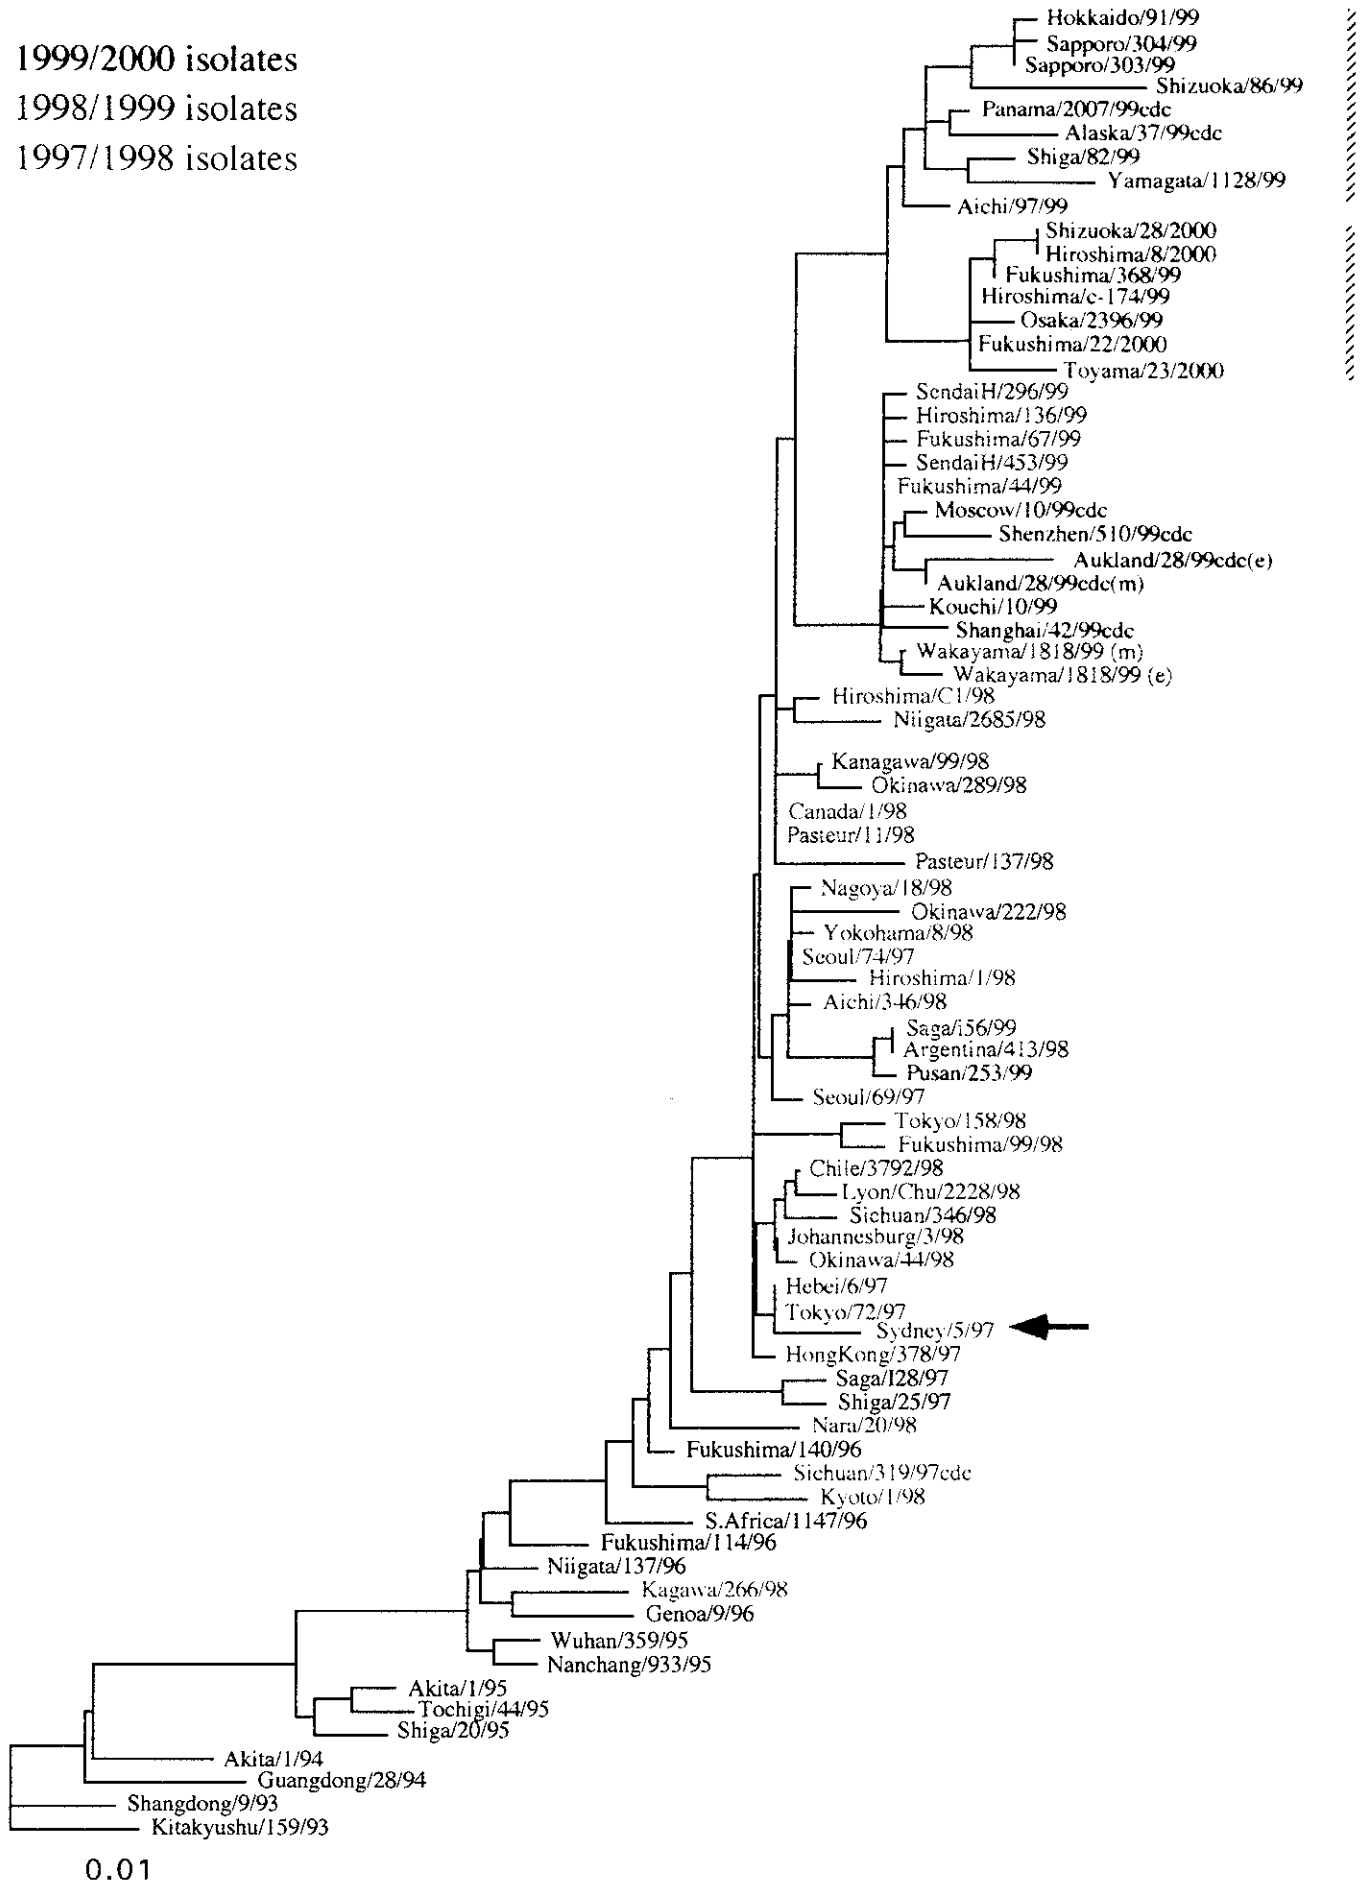 1999/2000 isolates
1998/1999 isolates
1997/1998 isolates
Hokkaido/91/99
Sapporo/304/99
Sapporo/303/99
Shizuoka/86/99
Panama/2007/99cdc
Alaska/37/99cdc
Shiga/82/99
Yamagata/1128/99
Aichi/97/99
Shizuoka/28/2000
Hiroshima/8/2000
Fukushima/368/99
Hiroshima/c-174/99
Osaka/2396/99
Fukushima/22/2000
Toyama/23/2000
SendaiH/296/99
Hiroshima/136/99
Fukushima/67/99
SendaiH/453/99
Fukushima/44/99
Moscow/10/99cdc
Shenzhen/510/99cdc
Aukland/28/99cdc(e)
Aukland/28/99cdc(m)
Kouchi/10/99
Shanghai/42/99cdc
Wakayama/1818/99 (m)
Wakayama/1818/99 (e)
Hiroshima/C1/98
Niigata/2685/98
Kanagawa/99/98
Okinawa/289/98
Canada/1/98
Pasteur/11/98
Pasteur/137/98
Nagoya/18/98
Okinawa/222/98
Yokohama/8/98
Seoul/74/97
Hiroshima/1/98
Aichi/346/98
Saga/i56/99
Argentina/413/98
Pusan/253/99
Seoul/69/97
Tokyo/158/98
Fukushima/99/98
Chile/3792/98
Lyon/Chu/2228/98
Sichuan/346/98
Johannesburg/3/98
Okinawa/44/98
Hebei/6/97
Tokyo/72/97
Sydney/5/97
HongKong/378/97
Saga/128/97
Shiga/25/97
Nara/20/98
Fukushima/140/96
Sichuan/319/97cdc
Kyoto/1/98
S.Africa/1147/96
Fukushima/114/96
Niigata/137/96
Kagawa/266/98
Genoa/9/96
Wuhan/359/95
Nanchang/933/95
Akita/1/95
Tochigi/44/95
Shiga/20/95
Akita/1/94
Guangdong/28/94
Shangdong/9/93
Kitakyushu/159/93
0.01